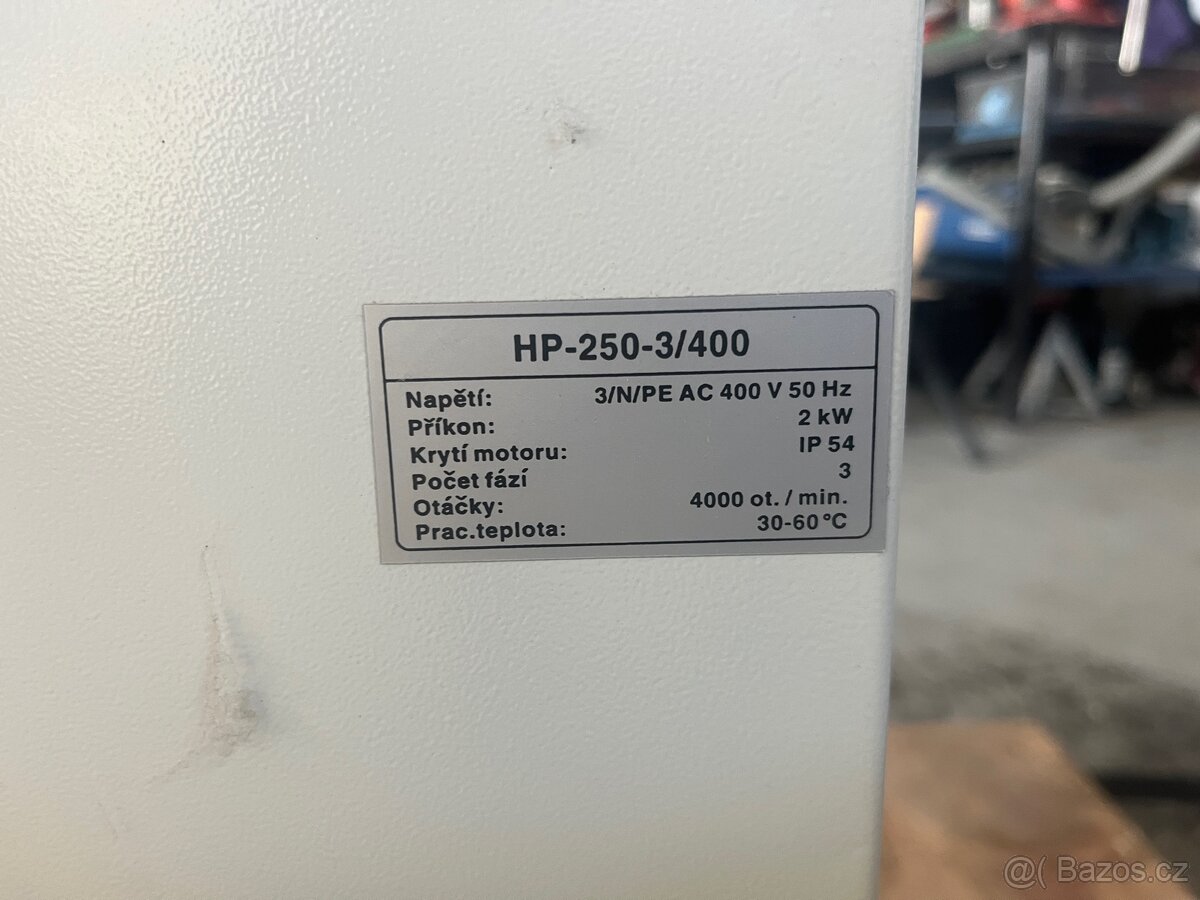 HP-250-3/400
Napětí: 3/N/PE AC 400 V 50 Hz
Příkon: 2 kW
Krytí motoru: IP 54
Počet fází 3
Otáčky: 4000 ot. / min.
Prac.teplota: 30-60 °C
@( Bazos.cz